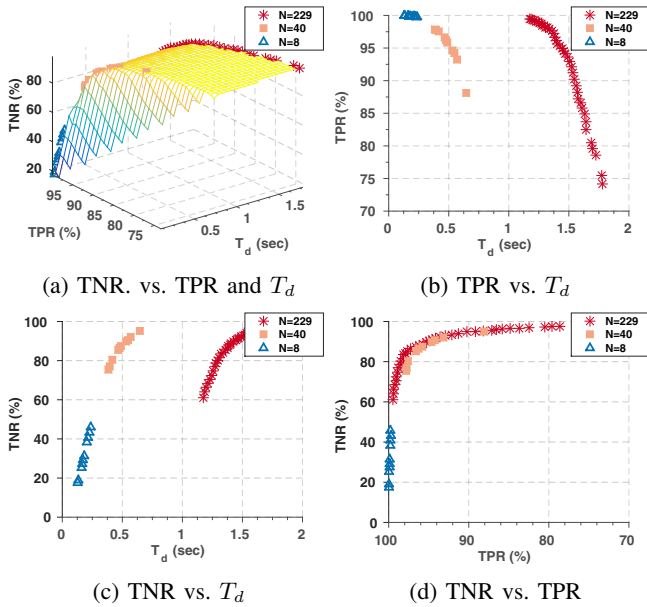 N=229
N=40
N=8
TNR (%)
80
60
40
20
95
90
85
80
75
TPR (%)
0.5
1
1.5
T_d (sec)
(a) TNR. vs. TPR and T_d
N=229
N=40
N=8
TPR (%)
100
95
90
85
80
75
70
0
0.5
1
1.5
2
T_d (sec)
(b) TPR vs. T_d
N=229
N=40
N=8
TNR (%)
100
80
60
40
20
0
0
0.5
1
1.5
2
T_d (sec)
(c) TNR vs. T_d
N=229
N=40
N=8
TNR (%)
100
80
60
40
20
0
100
90
80
70
TPR (%)
(d) TNR vs. TPR